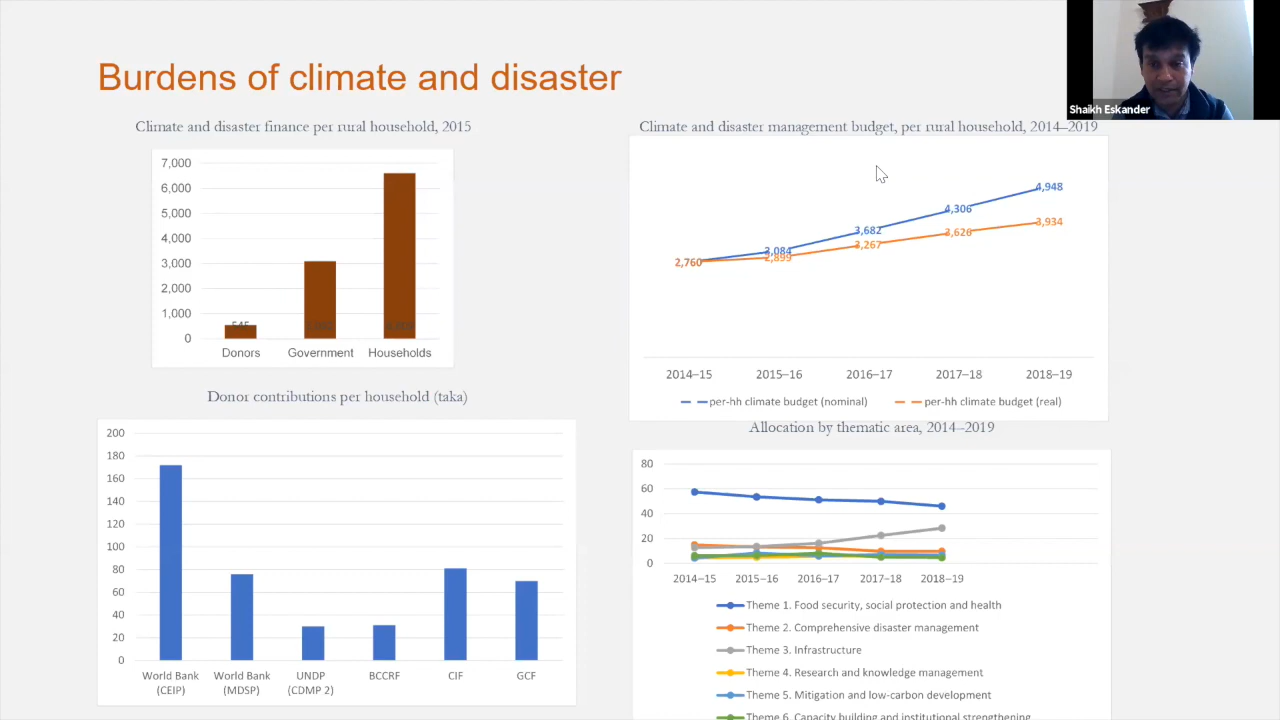 Burdens of climate and disaster
Shaikh Eskander
Climate and disaster finance per rural household, 2015
7,000
6,000
5,000
4,000
3,000
2,000
1,000
0
545
Donors
Government
Households
Climate and disaster management budget, per rural household, 2014–2019
4,948
4,306
3,682
3,084
2,760
2,899
3,267
3,620
3,934
2014–15
2015–16
2016–17
2017–18
2018–19
per-hh climate budget (nominal)
per-hh climate budget (real)
Donor contributions per household (taka)
200
180
160
140
120
100
80
60
40
20
0
World Bank
(CEIP)
World Bank
(MDSP)
UNDP
(CDMP 2)
BCCRF
CIF
GCF
Allocation by thematic area, 2014–2019
80
60
40
20
0
2014–15
2015–16
2016–17
2017–18
2018–19
Theme 1. Food security, social protection and health
Theme 2. Comprehensive disaster management
Theme 3. Infrastructure
Theme 4. Research and knowledge management
Theme 5. Mitigation and low-carbon development
Theme 6. Capacity building and institutional strengthening